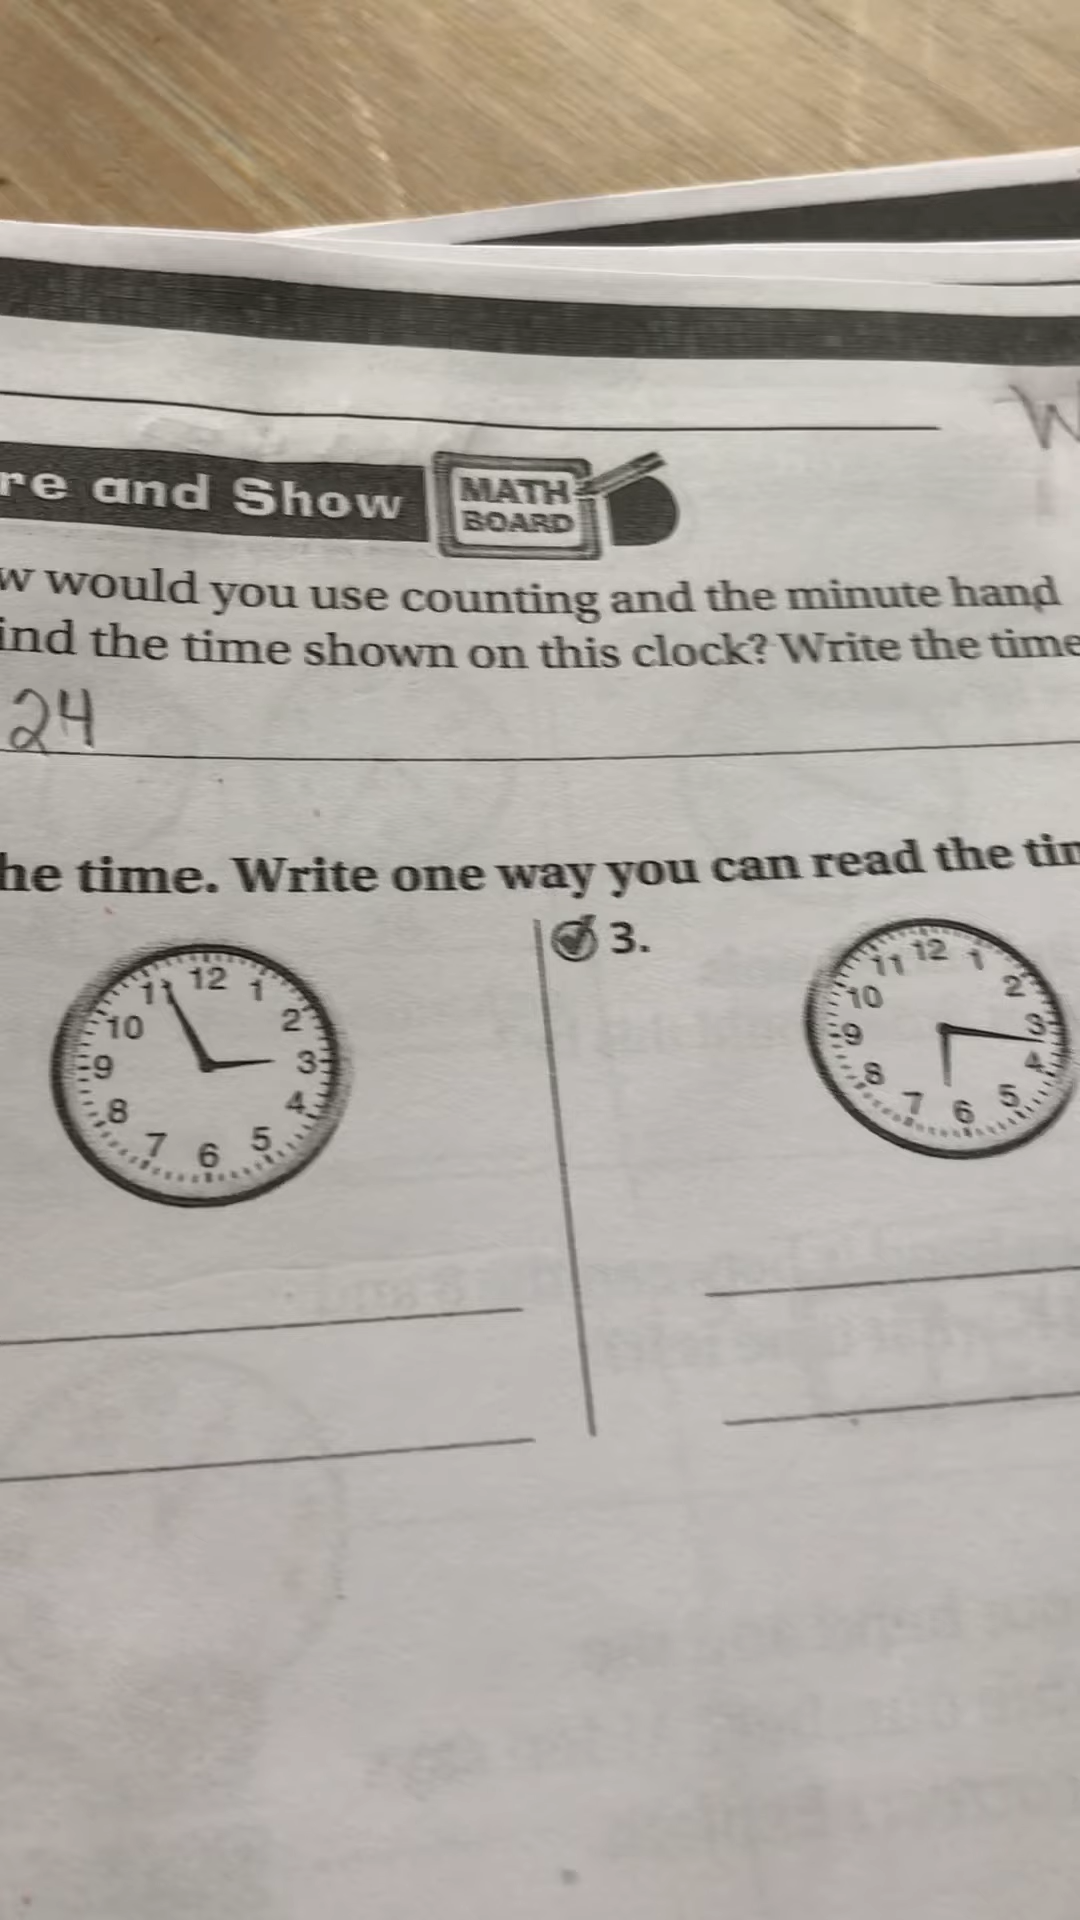 re and Show MATH BOARD
w would you use counting and the minute hand
ind the time shown on this clock? Write the time
24
he time. Write one way you can read the tim
3.
12 1 2 3 4 5 6 7 8 9 10 11
12 1 2 3 4 5 6 7 8 9 10 11